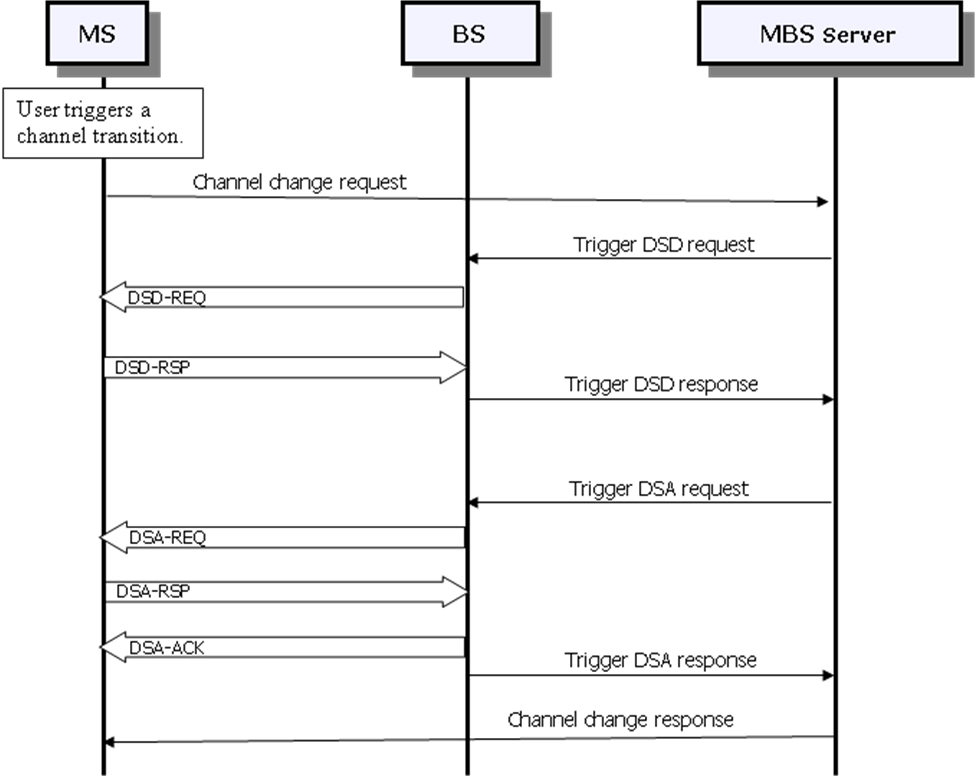 MS
BS
MBS Server
User triggers a
channel transition.
Channel change request
Trigger DSD request
DSD-REQ
DSD-RSP
Trigger DSD response
Trigger DSA request
DSA-REQ
DSA-RSP
DSA-ACK
Trigger DSA response
Channel change response